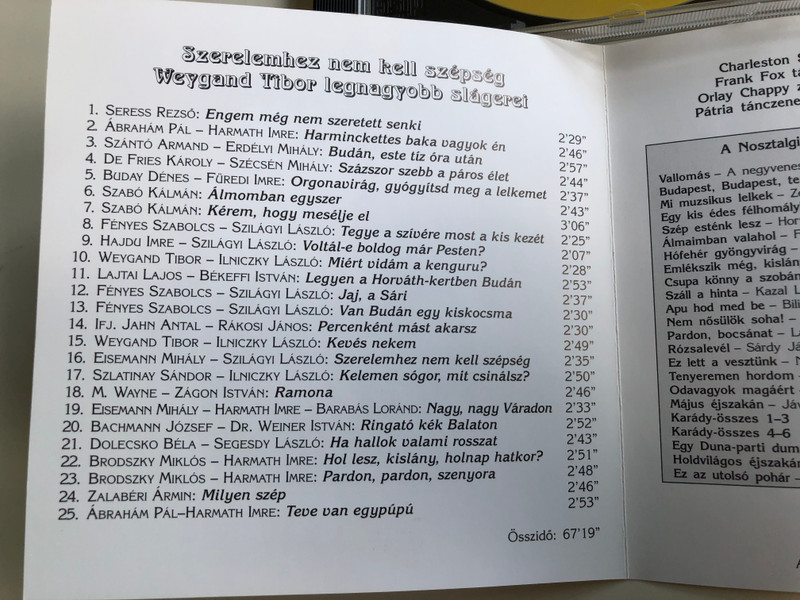 Szerelemhez nem kell szépség
Weygand Tibor legnagyobb slágerei
1. Seress Rezső: Engem még nem szeretett senki 2'29"
2. Ábrahám Pál – Harmath Imre: Harminckettes baka vagyok én 2'46"
3. Szántó Armand – Erdélyi Mihály: Budán, este tíz óra után 2'57"
4. De Fries Károly – Szécsén Mihály: Százszor szebb a páros élet 2'44"
5. Buday Dénes – Füredi Imre: Orgonavirág, gyógyítsd meg a lelkemet 2'37"
6. Szabó Kálmán: Álmomban egyszer 2'43"
7. Szabó Kálmán: Kérem, hogy mesélje el 3'06"
8. Fényes Szabolcs – Szilágyi László: Tegye a szívére most a kis kezét 2'25"
9. Hajdu Imre – Szilágyi László: Voltál-e boldog már Pesten? 2'07"
10. Weygand Tibor – Ilniczky László: Miért vidám a kenguru? 2'28"
11. Lajtai Lajos – Békeffi István: Legyen a Horváth-kertben Budán 2'53"
12. Fényes Szabolcs – Szilágyi László: Jaj, a Sári 2'37"
13. Fényes Szabolcs – Szilágyi László: Van Budán egy kiskocsma 2'30"
14. Ifj. Jahn Antal – Rákosi János: Percenként mást akarsz 2'30"
15. Weygand Tibor – Ilniczky László: Kevés nekem 2'49"
16. Eisemann Mihály – Szilágyi László: Szerelemhez nem kell szépség 2'35"
17. Szlatinay Sándor – Ilniczky László: Kelemen sógor, mit csinálsz? 2'50"
18. M. Wayne – Zágon István: Ramona 2'46"
19. Eisemann Mihály – Harmath Imre – Barabás Loránd: Nagy, nagy Váradon 2'33"
20. Bachmann József – Dr. Weiner István: Ringató kék Balaton 2'52"
21. Dolecsko Béla – Segesdy László: Ha hallok valami rosszat 2'43"
22. Brodszky Miklós – Harmath Imre: Hol lesz, kislány, holnap hatkor? 2'51"
23. Brodszky Miklós – Harmath Imre: Pardon, pardon, szenyora 2'48"
24. Zalabéri Ármin: Milyen szép 2'46"
25. Ábrahám Pál–Harmath Imre: Teve van egypúpú 2'53"
Összidő: 67'19"
Charleston
Frank Fox
Orlay Chappy
Pátria tánczene
A Nosztalgi
Vallomás – A negyvenes
Budapest, Budapest, te
Mi muzsikus lelkek –
Egy kis édes félhomály
Szép esténk lesz –
Álmaimban valahol –
Hófehér gyöngyvirág –
Emlékszik még, kislán
Csupa könny a szobám
Száll a hinta – Kazal
Apu hod med be –
Nem nősülök soha! –
Pardon, bocsánat –
Rózsalevél – Sárdy
Ez lett a vesztünk –
Tenyeremen hordom –
Odavagyok magáért
Május éjszakán –
Karády-összes 1–3
Karády-összes 4–6
Egy Duna-parti
Holdvilágos éjszakán
Ez az utolsó pohár –